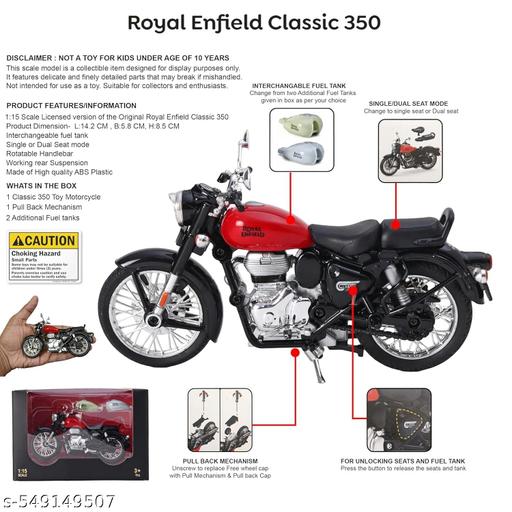 Royal Enfield Classic 350
DISCLAIMER : NOT A TOY FOR KIDS UNDER AGE OF 10 YEARS
This scale model is a collectible item designed for display purposes only.
It features delicate and finely detailed parts that may break if mishandled.
Not intended for use as a toy. Suitable for collectors and enthusiasts.
PRODUCT FEATURES/INFORMATION
1:15 Scale Licensed version of the Original Royal Enfield Classic 350
Product Dimension- L:14.2 CM , B:5.8 CM, H:8.5 CM
Interchangeable fuel tank
Single or Dual Seat mode
Rotatable Handlebar
Working rear Suspension
Made of High quality ABS Plastic
WHATS IN THE BOX
1 Classic 350 Toy Motorcycle
1 Pull Back Mechanism
2 Additional Fuel tanks
CAUTION
Choking Hazard
Small Parts
INTERCHANGABLE FUEL TANK
Change from two Additional Fuel Tanks
given in box as per your choice
SINGLE/DUAL SEAT MODE
Change to single seat or Dual seat
ROYAL
ENFIELD
1:15
SCALE
3+
PULL BACK MECHANISM
Unscrew to replace Free wheel cap
with Pull Mechanism & Pull back Cap
FOR UNLOCKING SEATS AND FUEL TANK
Press the button to release the seats and tank
s-549149507